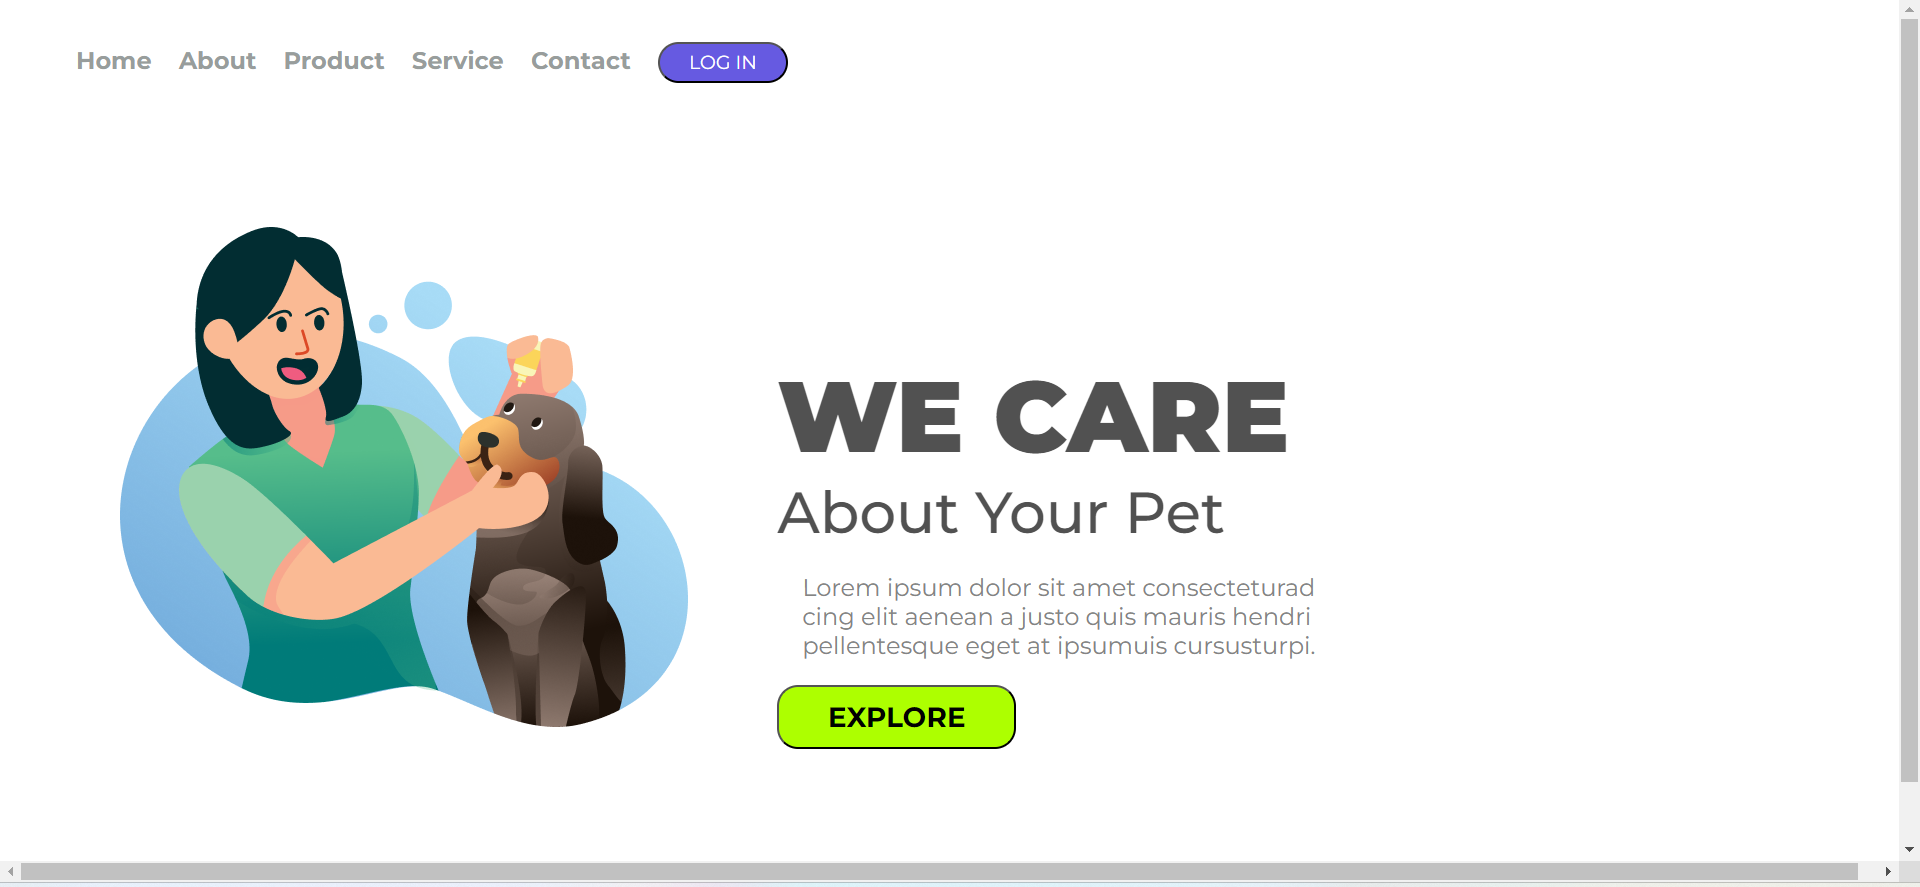 Home About Product Service Contact LOG IN
WE CARE
About Your Pet
Lorem ipsum dolor sit amet consecteturad
cing elit aenean a justo quis mauris hendri
pellentesque eget at ipsumuis cursusturpi.
EXPLORE